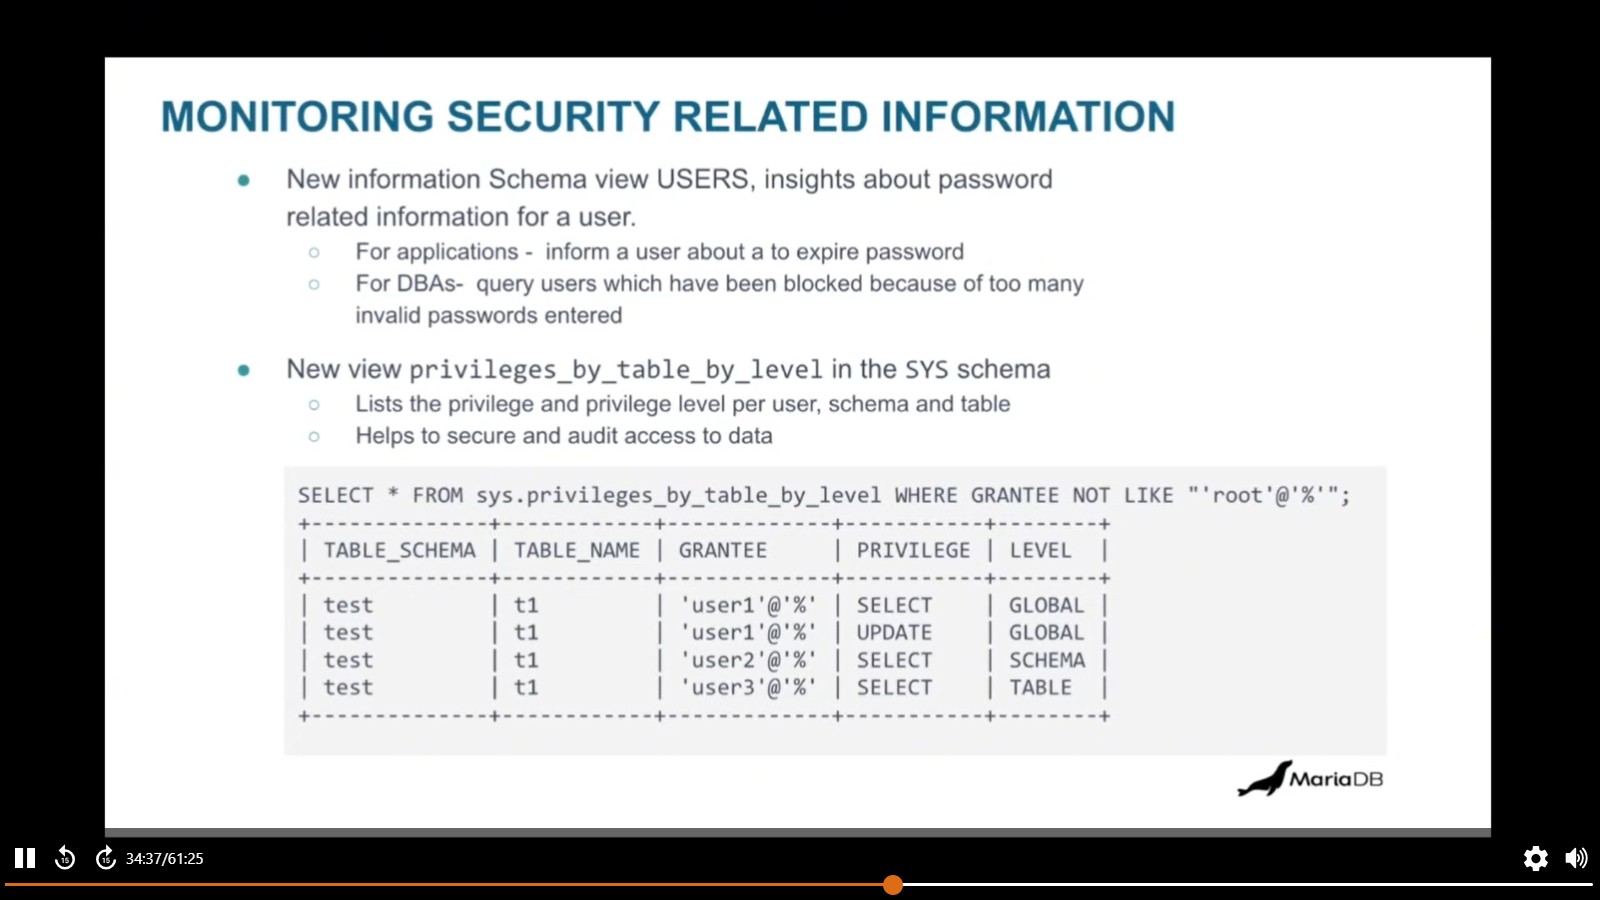 MONITORING SECURITY RELATED INFORMATION
● New information Schema view USERS, insights about password
related information for a user.
○ For applications - inform a user about a to expire password
○ For DBAs- query users which have been blocked because of too many
invalid passwords entered
● New view privileges_by_table_by_level in the SYS schema
○ Lists the privilege and privilege level per user, schema and table
○ Helps to secure and audit access to data
SELECT * FROM sys.privileges_by_table_by_level WHERE GRANTEE NOT LIKE "'root'@'%'";
+--------------+------------+-------------+-----------+--------+
| TABLE_SCHEMA | TABLE_NAME | GRANTEE     | PRIVILEGE | LEVEL  |
+--------------+------------+-------------+-----------+--------+
| test         | t1         | 'user1'@'%' | SELECT    | GLOBAL |
| test         | t1         | 'user1'@'%' | UPDATE    | GLOBAL |
| test         | t1         | 'user2'@'%' | SELECT    | SCHEMA |
| test         | t1         | 'user3'@'%' | SELECT    | TABLE  |
+--------------+------------+-------------+-----------+--------+
MariaDB
15 15 34:37/61:25